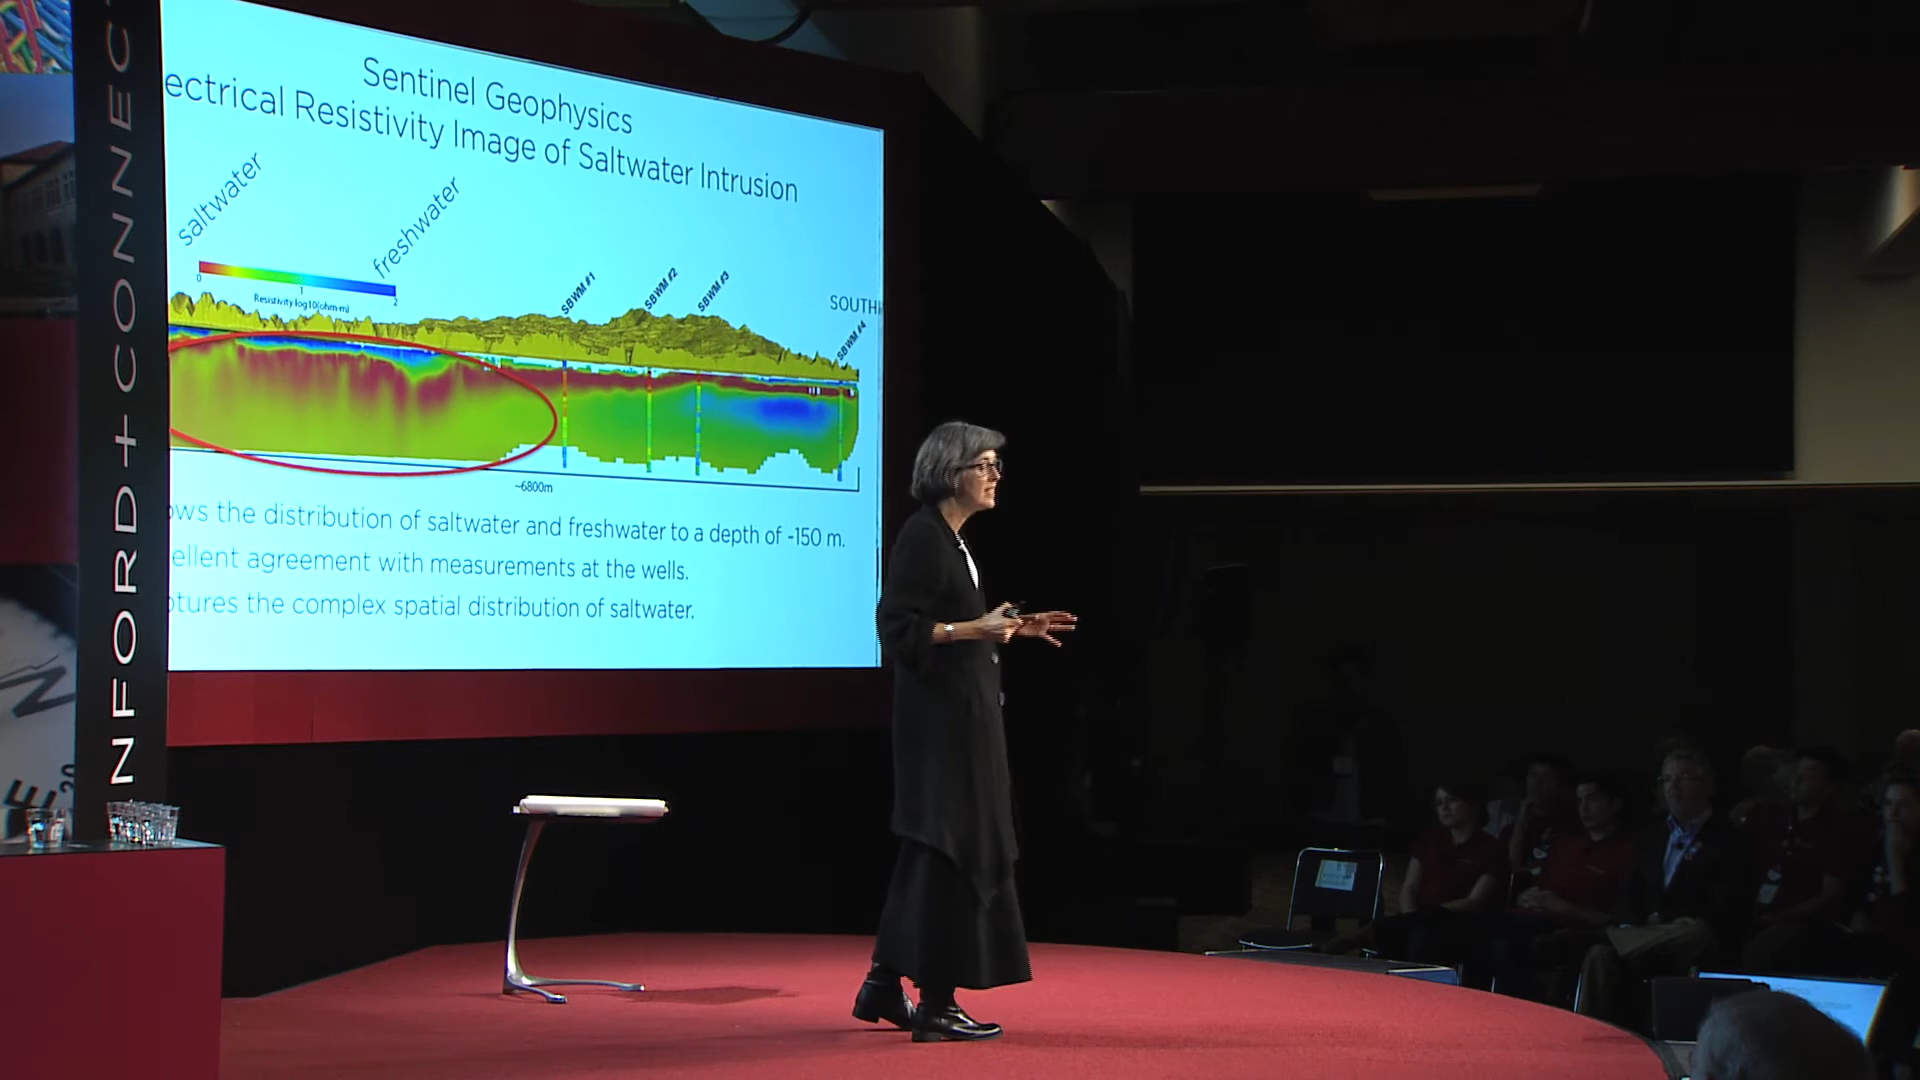 NFORD+CONNEC
Sentinel Geophysics
ectrical Resistivity Image of Saltwater Intrusion
saltwater
freshwater
0
1
2
Resistivity log10(ohm-m)
SBWM #1
SBWM #2
SBWM #3
SOUTH
SBWM #4
~6800m
ows the distribution of saltwater and freshwater to a depth of ~150 m.
ellent agreement with measurements at the wells.
ptures the complex spatial distribution of saltwater.
N
E
20